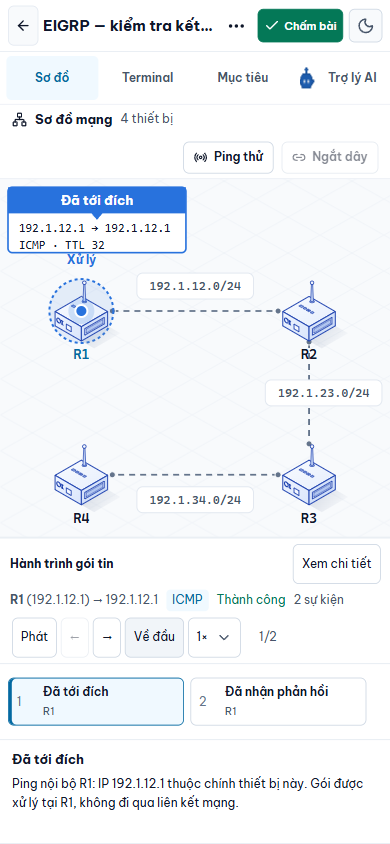 EIGRP — kiểm tra kết...
Chấm bài
Sơ đồ
Terminal
Mục tiêu
Trợ lý AI
Sơ đồ mạng 4 thiết bị
Ping thử
Ngắt dây
Đã tới đích
192.1.12.1 → 192.1.12.1
ICMP · TTL 32
Xử lý
192.1.12.0/24
R1
R2
192.1.23.0/24
192.1.34.0/24
R4
R3
Hành trình gói tin
Xem chi tiết
R1 (192.1.12.1) → 192.1.12.1 ICMP Thành công 2 sự kiện
Phát ← → Về đầu 1× 1/2
1 Đã tới đích
R1
2 Đã nhận phản hồi
R1
Đã tới đích
Ping nội bộ R1: IP 192.1.12.1 thuộc chính thiết bị này. Gói được
xử lý tại R1, không đi qua liên kết mạng.